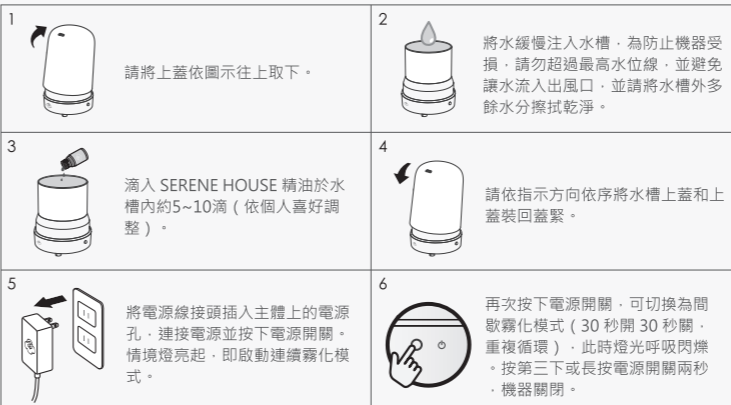 1
請將上蓋依圖示往上取下。
2
將水緩慢注入水槽，為防止機器受
損，請勿超過最高水位線，並避免
讓水流入出風口，並請將水槽外多
餘水分擦拭乾淨。
3
滴入 SERENE HOUSE 精油於水
槽內約5~10滴（依個人喜好調
整）。
4
請依指示方向依序將水槽上蓋和上
蓋裝回蓋緊。
5
將電源線接頭插入主體上的電源
孔，連接電源並按下電源開關。
情境燈亮起，即啟動連續霧化模
式。
6
再次按下電源開關，可切換為間
歇霧化模式（30 秒開 30 秒關，
重複循環），此時燈光呼吸閃爍
。按第三下或長按電源開關兩秒
，機器關閉。